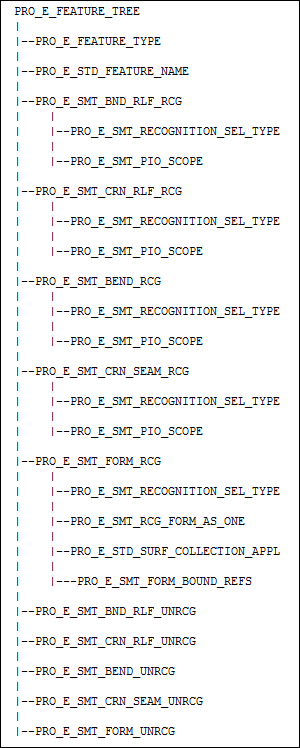 PRO_E_FEATURE_TREE
|
|--PRO_E_FEATURE_TYPE
|
|--PRO_E_STD_FEATURE_NAME
|
|--PRO_E_SMT_BND_RLF_RCG
|    |
|    |--PRO_E_SMT_RECOGNITION_SEL_TYPE
|    |
|    |--PRO_E_SMT_PIO_SCOPE
|
|--PRO_E_SMT_CRN_RLF_RCG
|    |
|    |--PRO_E_SMT_RECOGNITION_SEL_TYPE
|    |
|    |--PRO_E_SMT_PIO_SCOPE
|
|--PRO_E_SMT_BEND_RCG
|    |
|    |--PRO_E_SMT_RECOGNITION_SEL_TYPE
|    |
|    |--PRO_E_SMT_PIO_SCOPE
|
|--PRO_E_SMT_CRN_SEAM_RCG
|    |
|    |--PRO_E_SMT_RECOGNITION_SEL_TYPE
|    |
|    |--PRO_E_SMT_PIO_SCOPE
|
|--PRO_E_SMT_FORM_RCG
|    |
|    |--PRO_E_SMT_RECOGNITION_SEL_TYPE
|    |
|    |--PRO_E_SMT_RCG_FORM_AS_ONE
|    |
|    |--PRO_E_STD_SURF_COLLECTION_APPL
|    |
|    |---PRO_E_SMT_FORM_BOUND_REFS
|
|--PRO_E_SMT_BND_RLF_UNRCG
|
|--PRO_E_SMT_CRN_RLF_UNRCG
|
|--PRO_E_SMT_BEND_UNRCG
|
|--PRO_E_SMT_CRN_SEAM_UNRCG
|
|--PRO_E_SMT_FORM_UNRCG